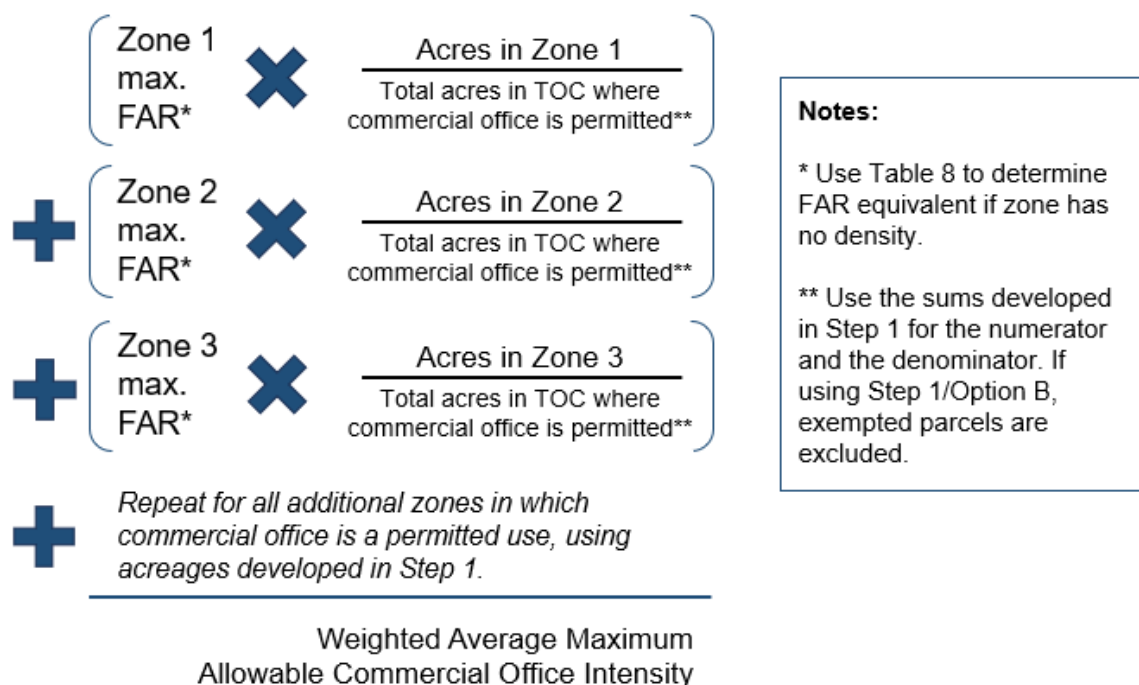 Zone 1
max.
FAR*
Acres in Zone 1
Total acres in TOC where
commercial office is permitted**
Zone 2
max.
FAR*
Acres in Zone 2
Total acres in TOC where
commercial office is permitted**
Zone 3
max.
FAR*
Acres in Zone 3
Total acres in TOC where
commercial office is permitted**
Repeat for all additional zones in which
commercial office is a permitted use, using
acreages developed in Step 1.
Weighted Average Maximum
Allowable Commercial Office Intensity
Notes:
* Use Table 8 to determine
FAR equivalent if zone has
no density.
** Use the sums developed
in Step 1 for the numerator
and the denominator. If
using Step 1/Option B,
exempted parcels are
excluded.